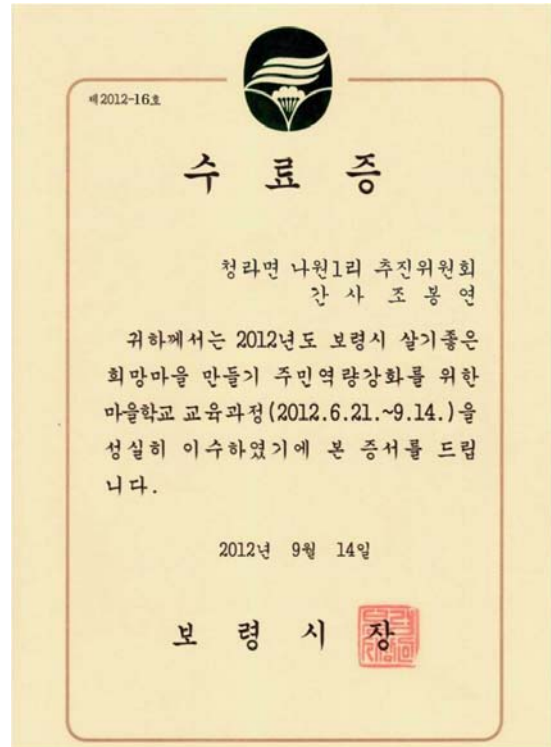 제2012-16호
수 료 증
청라면 나원1리 추진위원회
간 사 조 봉 연
귀하께서는 2012년도 보령시 살기좋은
희망마을 만들기 주민역량강화를 위한
마을학교 교육과정(2012.6.21.~9.14.)을
성실히 이수하였기에 본 증서를 드립
니다.
2012년 9월 14일
보 령 시 장